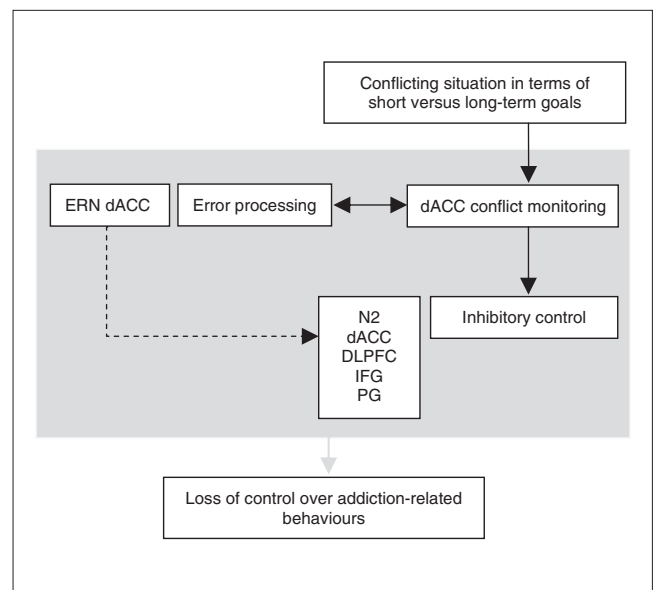 Conflicting situation in terms of
short versus long-term goals
ERN dACC
Error processing
dACC conflict monitoring
N2
dACC
DLPFC
IFG
PG
Inhibitory control
Loss of control over addiction-related
behaviours